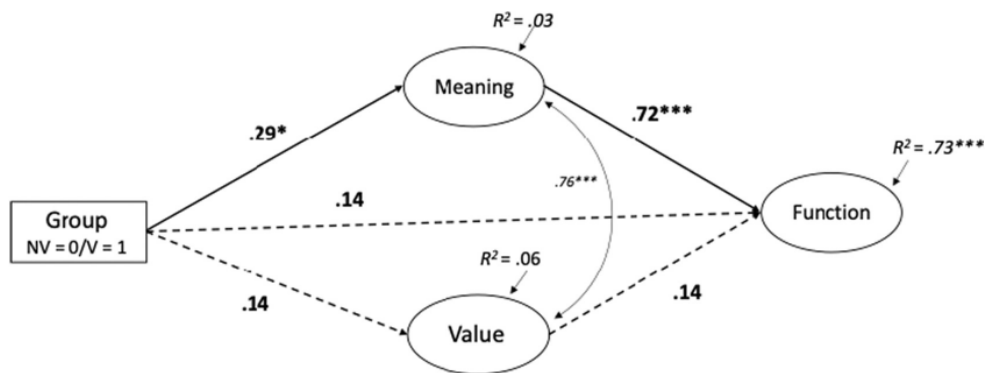 R² = .03
Meaning
.29*
.72***
R² = .73***
.76***
.14
Group
NV = 0/V = 1
Function
R² = .06
.14
.14
Value